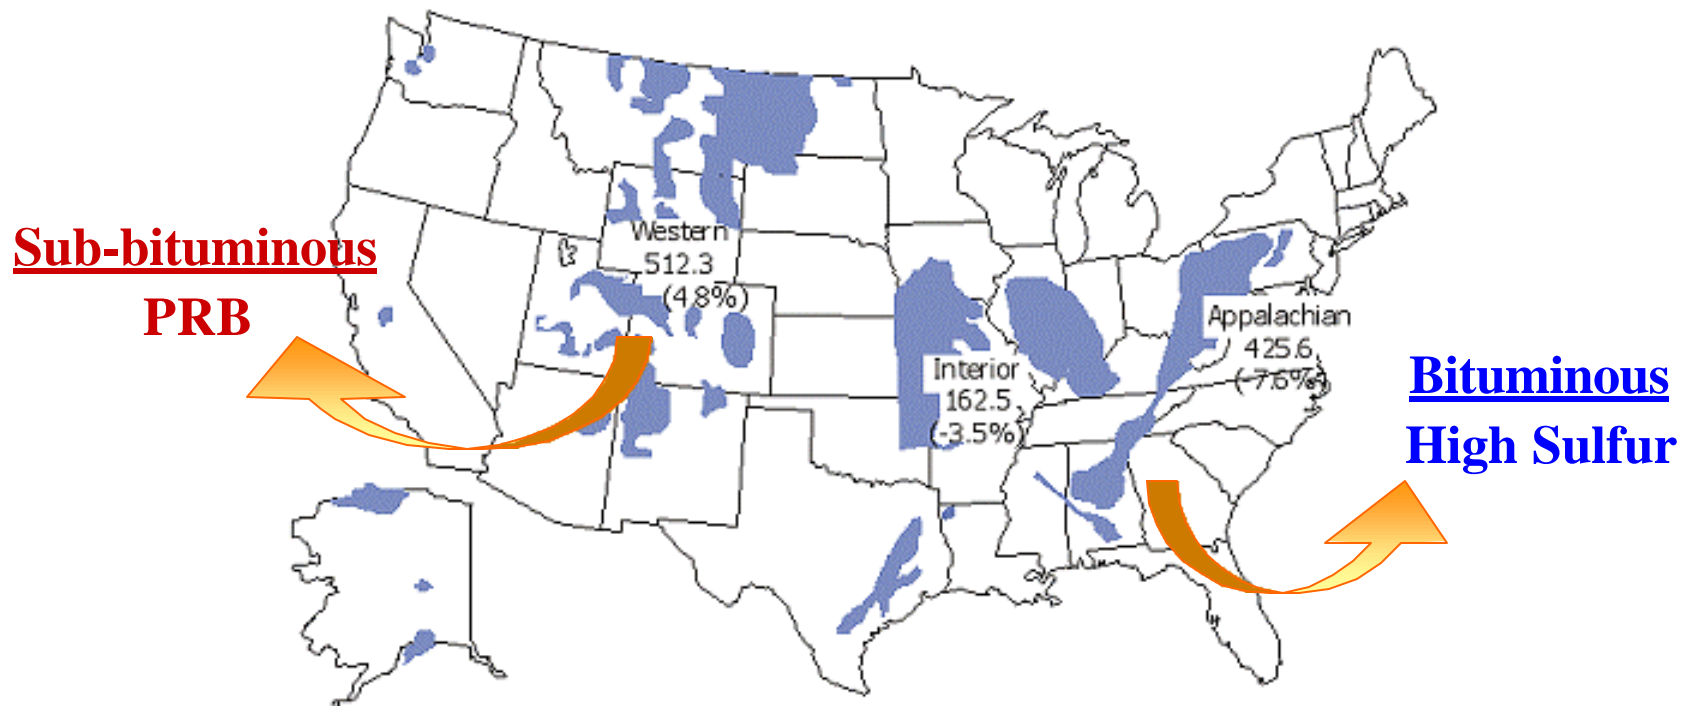 Sub-bituminous
PRB
Western
512.3
(4.8%)
Interior
162.5
(-3.5%)
Appalachian
425.6
(-7.6%)
Bituminous
High Sulfur